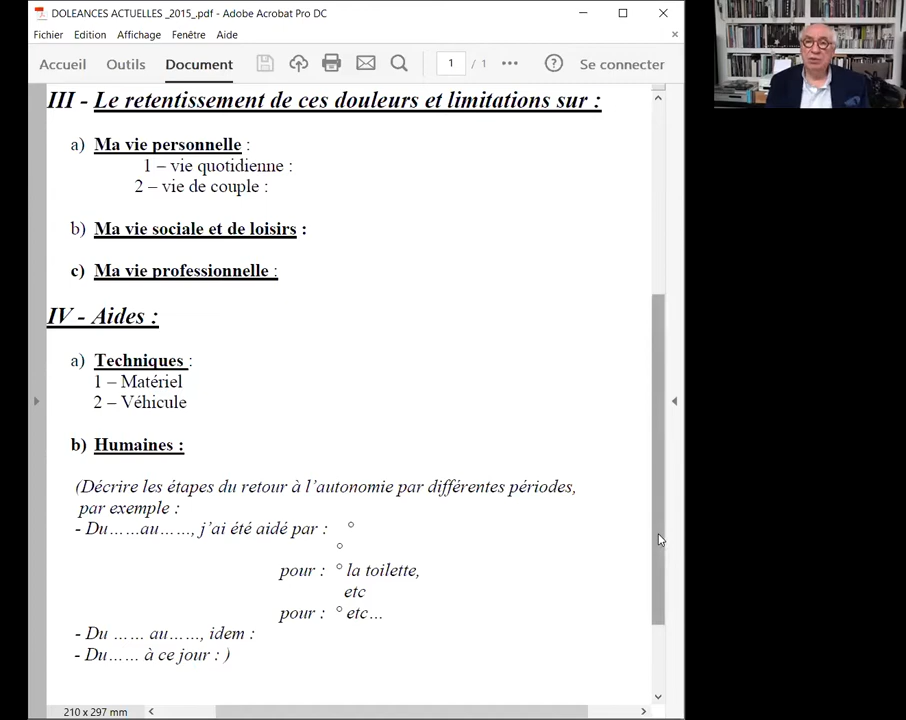 DOLEANCES ACTUELLES _2015_.pdf - Adobe Acrobat Pro DC
Fichier Edition Affichage Fenêtre Aide
Accueil Outils Document 1 / 1 Se connecter
III - Le retentissement de ces douleurs et limitations sur :
a) Ma vie personnelle :
1 – vie quotidienne :
2 – vie de couple :
b) Ma vie sociale et de loisirs :
c) Ma vie professionnelle :
IV - Aides :
a) Techniques :
1 – Matériel
2 – Véhicule
b) Humaines :
(Décrire les étapes du retour à l’autonomie par différentes périodes,
par exemple :
- Du……au……, j’ai été aidé par : °
°
pour : ° la toilette,
etc
pour : ° etc…
- Du …… au……, idem :
- Du…… à ce jour : )
210 x 297 mm